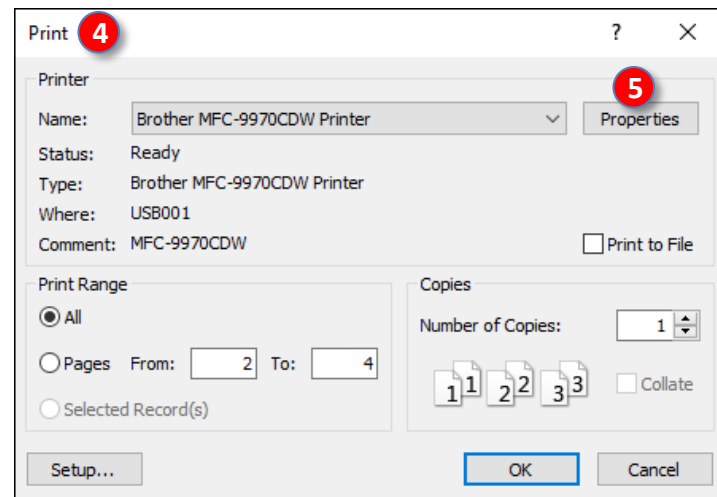 Print 4 ?
Printer
5
Name: Brother MFC-9970CDW Printer Properties
Status: Ready
Type: Brother MFC-9970CDW Printer
Where: USB001
Comment: MFC-9970CDW Print to File
Print Range
All
Pages From: 2 To: 4
Selected Record(s)
Copies
Number of Copies: 1
1 1 2 2 3 3
Collate
Setup... OK Cancel